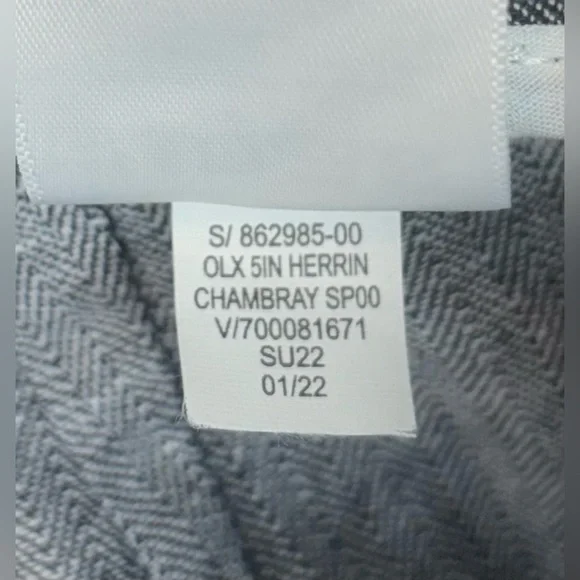 S/ 862985-00
OLX 5IN HERRIN
CHAMBRAY SP00
V/700081671
SU22
01/22